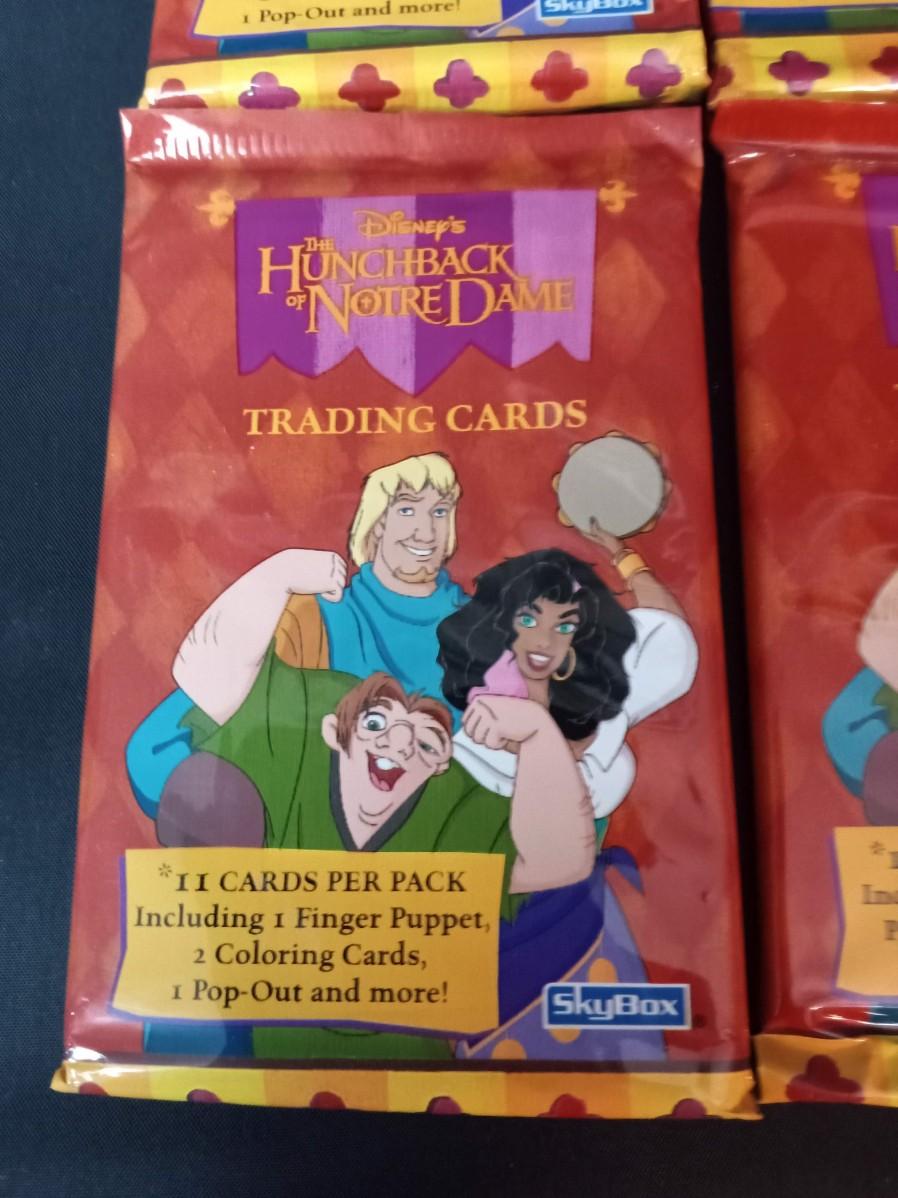 1 Pop-Out and more!
SkyBox
DISNEY'S
THE
HUNCHBACK
OF NOTRE DAME
TRADING CARDS
*11 CARDS PER PACK
Including 1 Finger Puppet,
2 Coloring Cards,
1 Pop-Out and more!
SkyBox